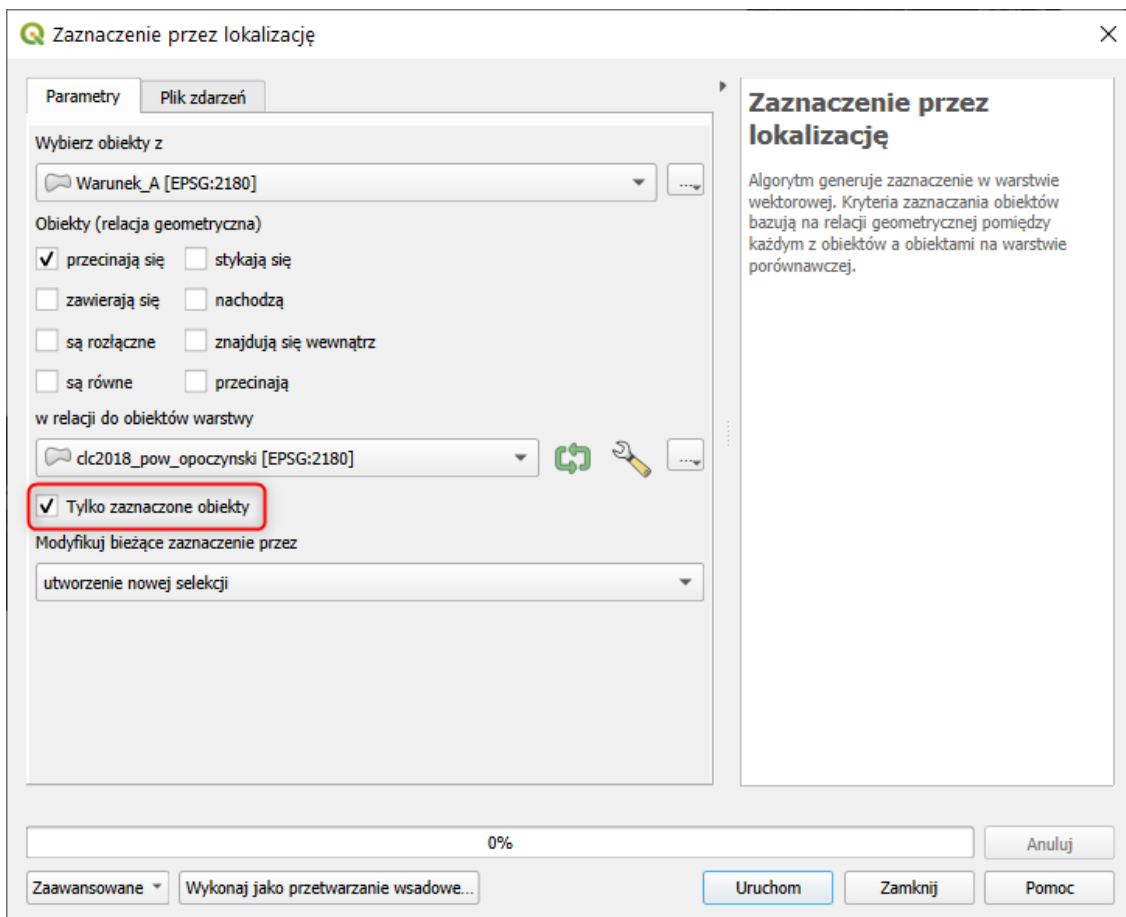 Zaznaczenie przez lokalizację
Parametry
Plik zdarzeń
Wybierz obiekty z
Warunek_A [EPSG:2180]
...
Obiekty (relacja geometryczna)
przecinają się
stykają się
zawierają się
nachodzą
są rozłączne
znajdują się wewnątrz
są równe
przecinają
w relacji do obiektów warstwy
clc2018_pow_opoczynski [EPSG:2180]
...
Tylko zaznaczone obiekty
Modyfikuj bieżące zaznaczenie przez
utworzenie nowej selekcji
Zaznaczenie przez
lokalizację
Algorytm generuje zaznaczenie w warstwie
wektorowej. Kryteria zaznaczania obiektów
bazują na relacji geometrycznej pomiędzy
każdym z obiektów a obiektami na warstwie
porównawczej.
0%
Anuluj
Zaawansowane
Wykonaj jako przetwarzanie wsadowe...
Uruchom
Zamknij
Pomoc